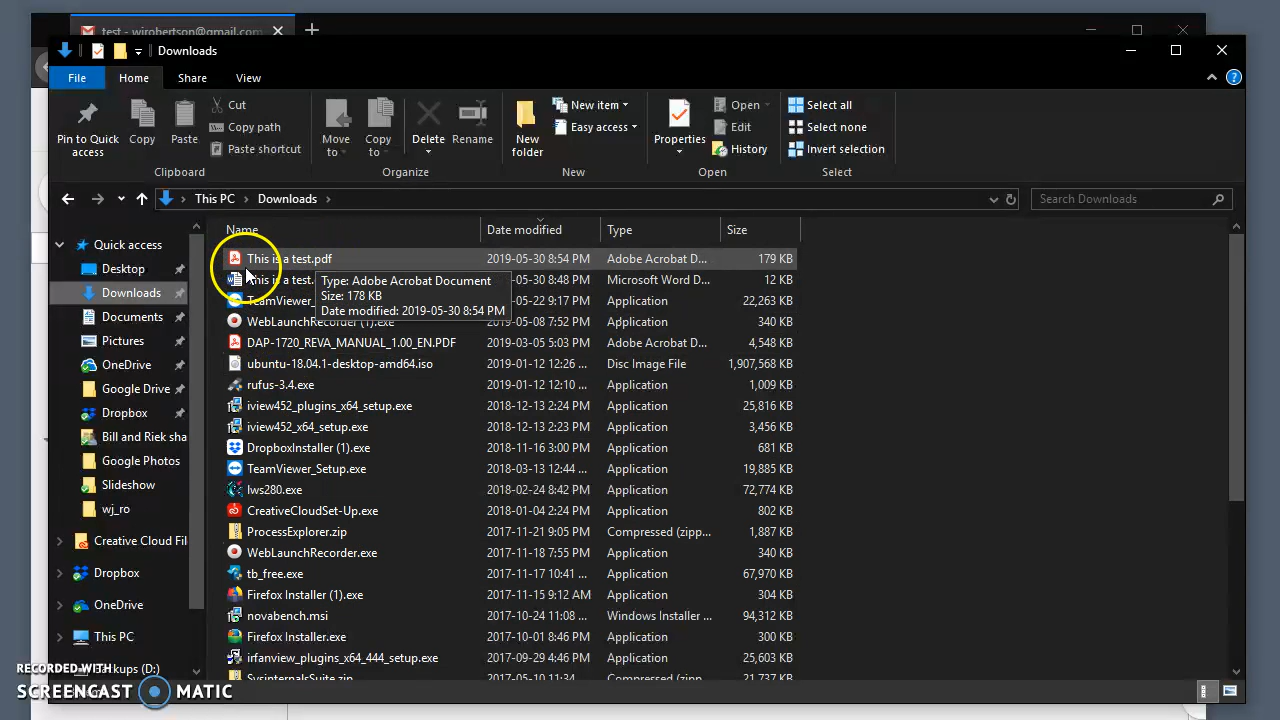 test - wirobertson@gmail.com
Downloads
File Home Share View
Pin to Quick access
Copy
Paste
Cut
Copy path
Paste shortcut
Clipboard
Move to
Copy to
Delete
Rename
Organize
New folder
New item
Easy access
New
Properties
Open
Edit
History
Open
Select all
Select none
Invert selection
Select
This PC > Downloads >
Search Downloads
Quick access
Desktop
Downloads
Documents
Pictures
OneDrive
Google Drive
Dropbox
Bill and Riek sha
Google Photos
Slideshow
wj_ro
Creative Cloud Fil
Dropbox
OneDrive
This PC
kups (D:)
Name Date modified Type Size
This is a test.pdf 2019-05-30 8:54 PM Adobe Acrobat D... 179 KB
This is a test. 2019-05-30 8:48 PM Microsoft Word D... 12 KB
TeamViewer_ 2019-05-22 9:17 PM Application 22,263 KB
WebLaunchRecorder (1).exe 2019-05-08 7:52 PM Application 340 KB
DAP-1720_REVA_MANUAL_1.00_EN.PDF 2019-03-05 5:03 PM Adobe Acrobat D... 4,548 KB
ubuntu-18.04.1-desktop-amd64.iso 2019-01-12 12:26 ... Disc Image File 1,907,568 KB
rufus-3.4.exe 2019-01-12 12:10 ... Application 1,009 KB
iview452_plugins_x64_setup.exe 2018-12-13 2:24 PM Application 25,816 KB
iview452_x64_setup.exe 2018-12-13 2:23 PM Application 3,458 KB
DropboxInstaller (1).exe 2018-11-16 3:00 PM Application 681 KB
TeamViewer_Setup.exe 2018-03-13 12:44 ... Application 19,885 KB
lws280.exe 2018-02-24 8:42 PM Application 72,774 KB
CreativeCloudSet-Up.exe 2018-01-04 2:24 PM Application 802 KB
ProcessExplorer.zip 2017-11-21 9:05 PM Compressed (zipp... 1,887 KB
WebLaunchRecorder.exe 2017-11-18 7:55 PM Application 340 KB
tb_free.exe 2017-11-17 10:41 ... Application 67,970 KB
Firefox Installer (1).exe 2017-11-15 9:12 AM Application 304 KB
novabench.msi 2017-10-24 11:08 ... Windows Installer ... 94,312 KB
Firefox Installer.exe 2017-10-01 8:46 PM Application 300 KB
irfanview_plugins_x64_444_setup.exe 2017-09-29 4:46 PM Application 25,603 KB
SysinternalsSuite.zip 2017-05-10 11:34 ... Compressed (zipp... 21,737 KB
Type: Adobe Acrobat Document
Size: 178 KB
Date modified: 2019-05-30 8:54 PM
RECORDED WITH
SCREENCAST MATIC